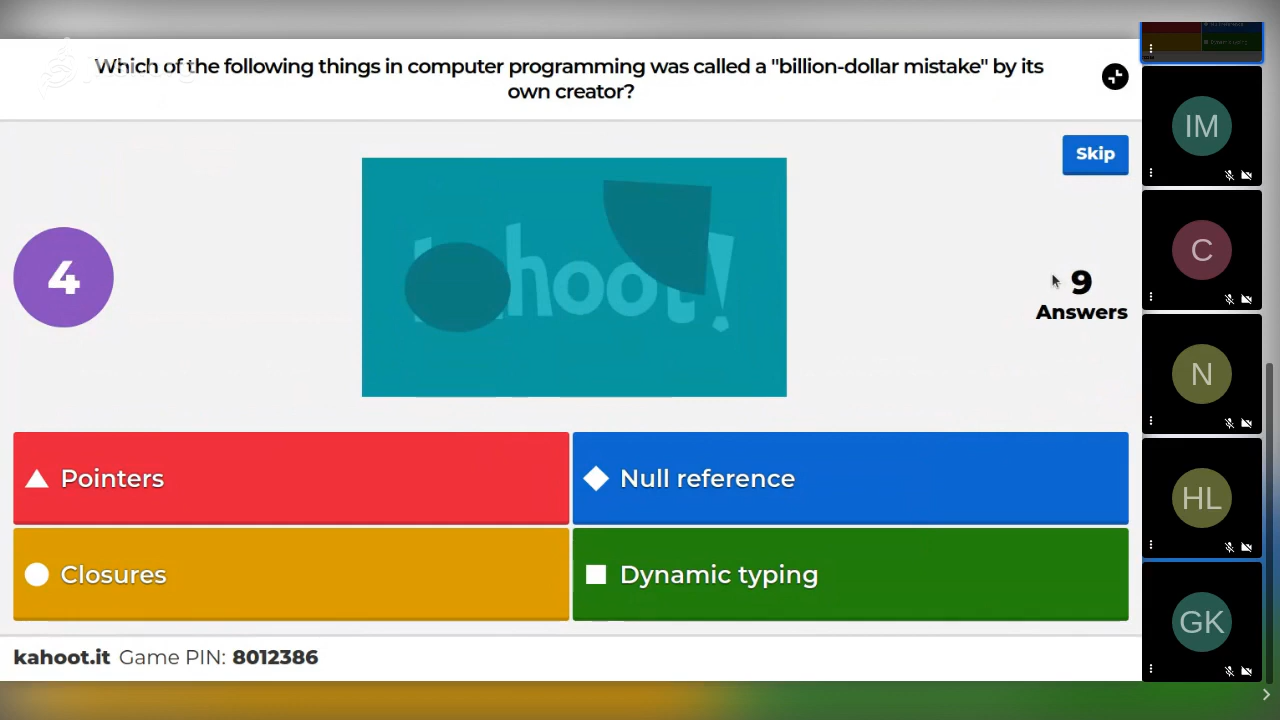 Which of the following things in computer programming was called a "billion-dollar mistake" by its
own creator?
Skip
IM
C
kahoot!
4
9
Answers
N
Pointers
Null reference
HL
Closures
Dynamic typing
GK
kahoot.it Game PIN: 8012386